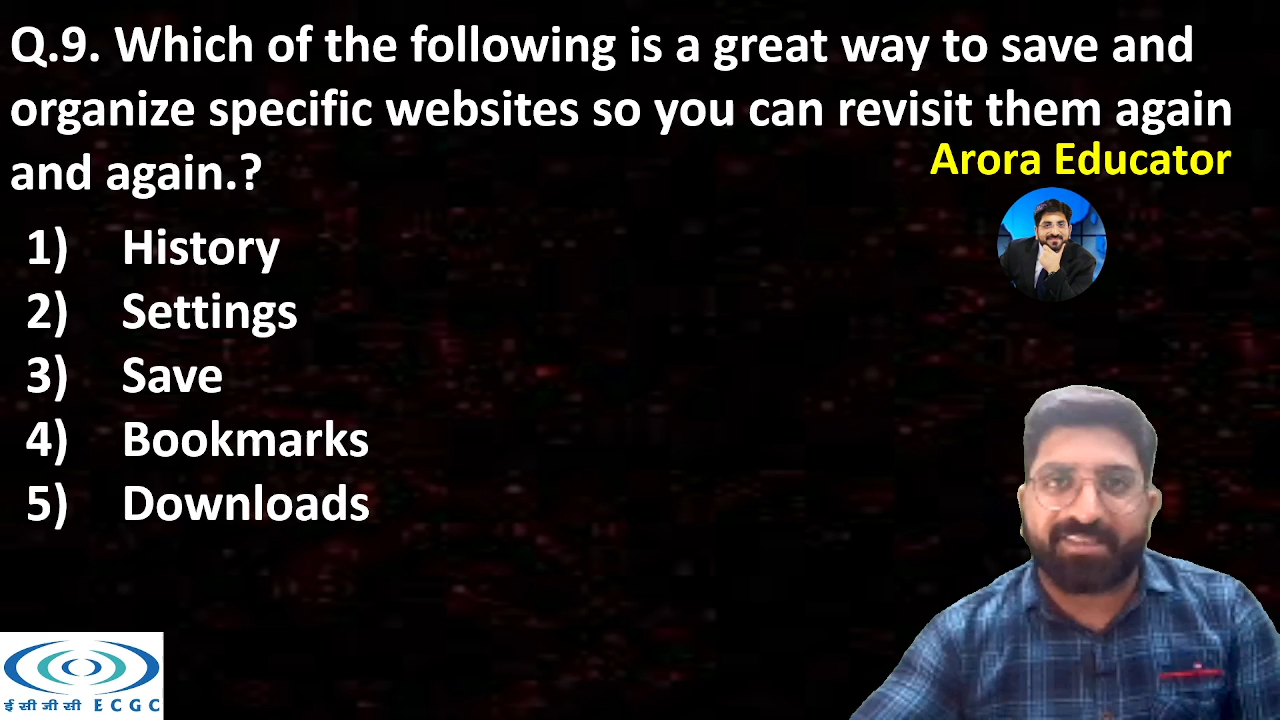 Q.9. Which of the following is a great way to save and
organize specific websites so you can revisit them again
and again.?
Arora Educator
1) History
2) Settings
3) Save
4) Bookmarks
5) Downloads
ई सी जी सी E C G C